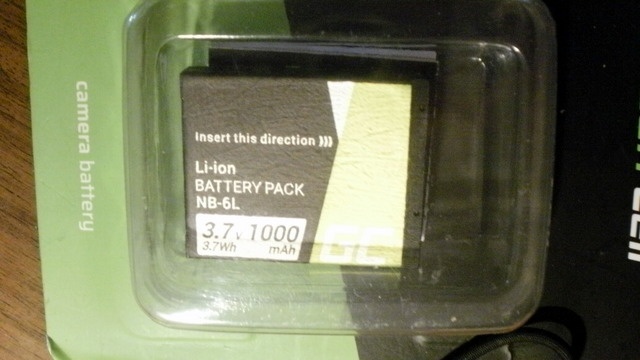 camera battery
Insert this direction ⟩⟩⟩
Li-ion
BATTERY PACK
NB-6L
3.7V 1000
3.7Wh mAh
GC